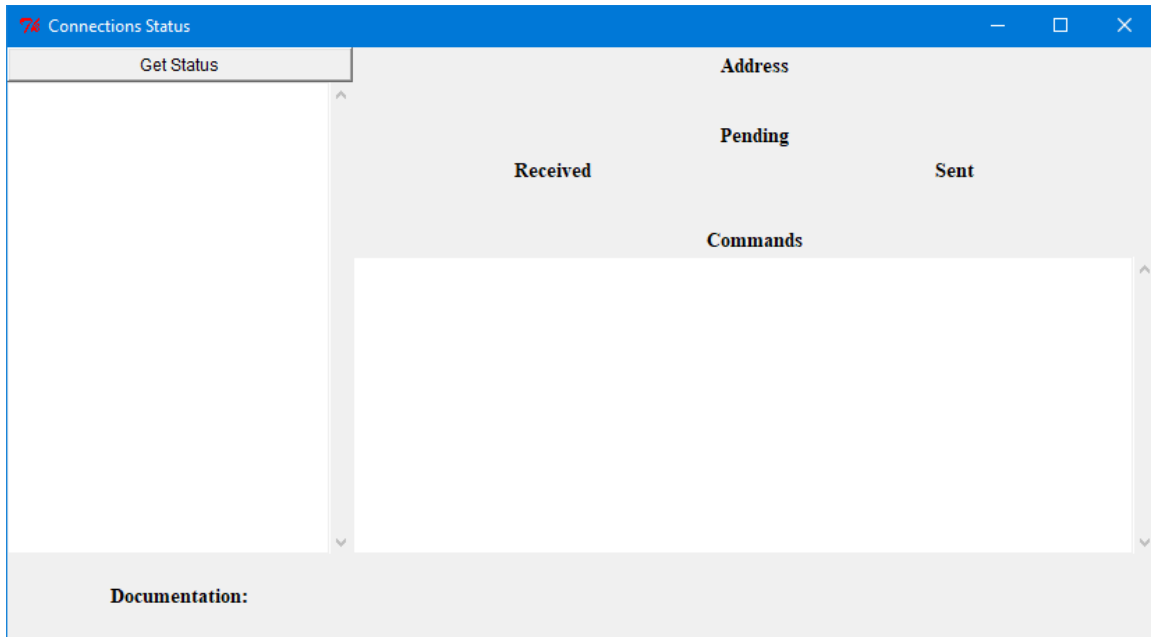 Connections Status
Get Status
Address
Pending
Received Sent
Commands
Documentation: